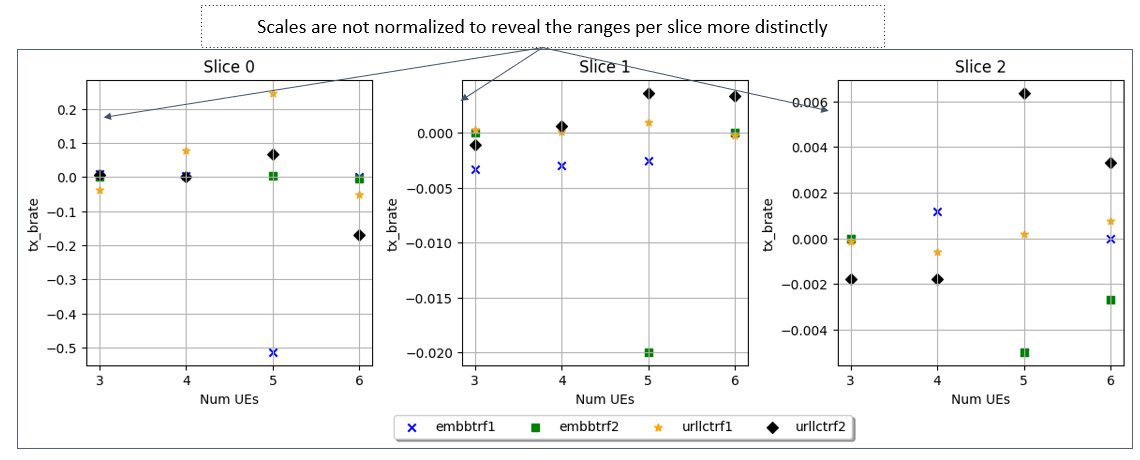 Scales are not normalized to reveal the ranges per slice more distinctly
Slice 0
0.2
0.1
0.0
−0.1
−0.2
−0.3
−0.4
−0.5
tx_brate
3 4 5 6
Num UEs
Slice 1
0.000
−0.005
−0.010
−0.015
−0.020
tx_brate
3 4 5 6
Num UEs
Slice 2
0.006
0.004
0.002
0.000
−0.002
−0.004
tx_brate
3 4 5 6
Num UEs
embbtrf1 embbtrf2 urllctrf1 urllctrf2